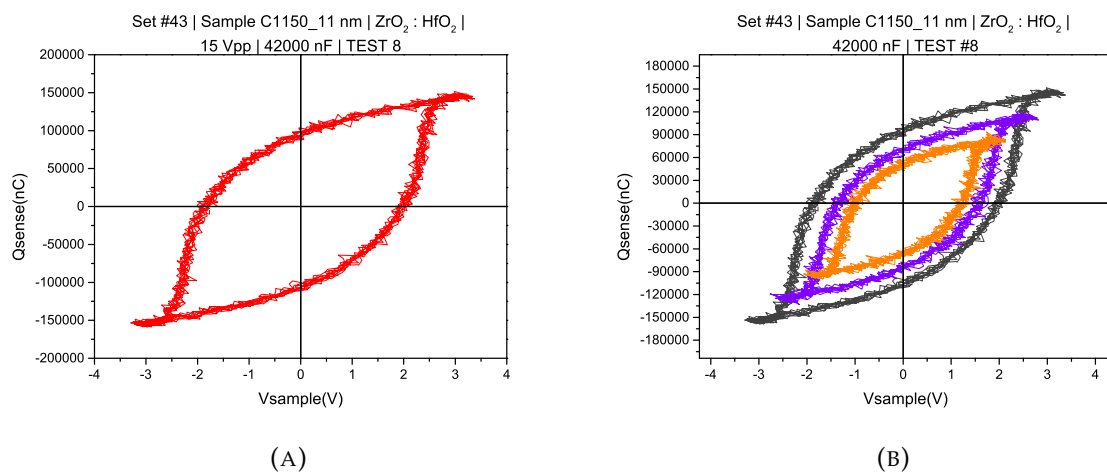 Set #43 | Sample C1150_11 nm | ZrO₂ : HfO₂ |
15 Vpp | 42000 nF | TEST 8
200000
150000
100000
50000
0
-50000
-100000
-150000
-200000
Qsense(nC)
-4 -3 -2 -1 0 1 2 3 4
Vsample(V)
(A)
Set #43 | Sample C1150_11 nm | ZrO₂ : HfO₂ |
42000 nF | TEST #8
180000
150000
120000
90000
60000
30000
0
-30000
-60000
-90000
-120000
-150000
-180000
Qsense(nC)
-4 -3 -2 -1 0 1 2 3 4
Vsample(V)
(B)